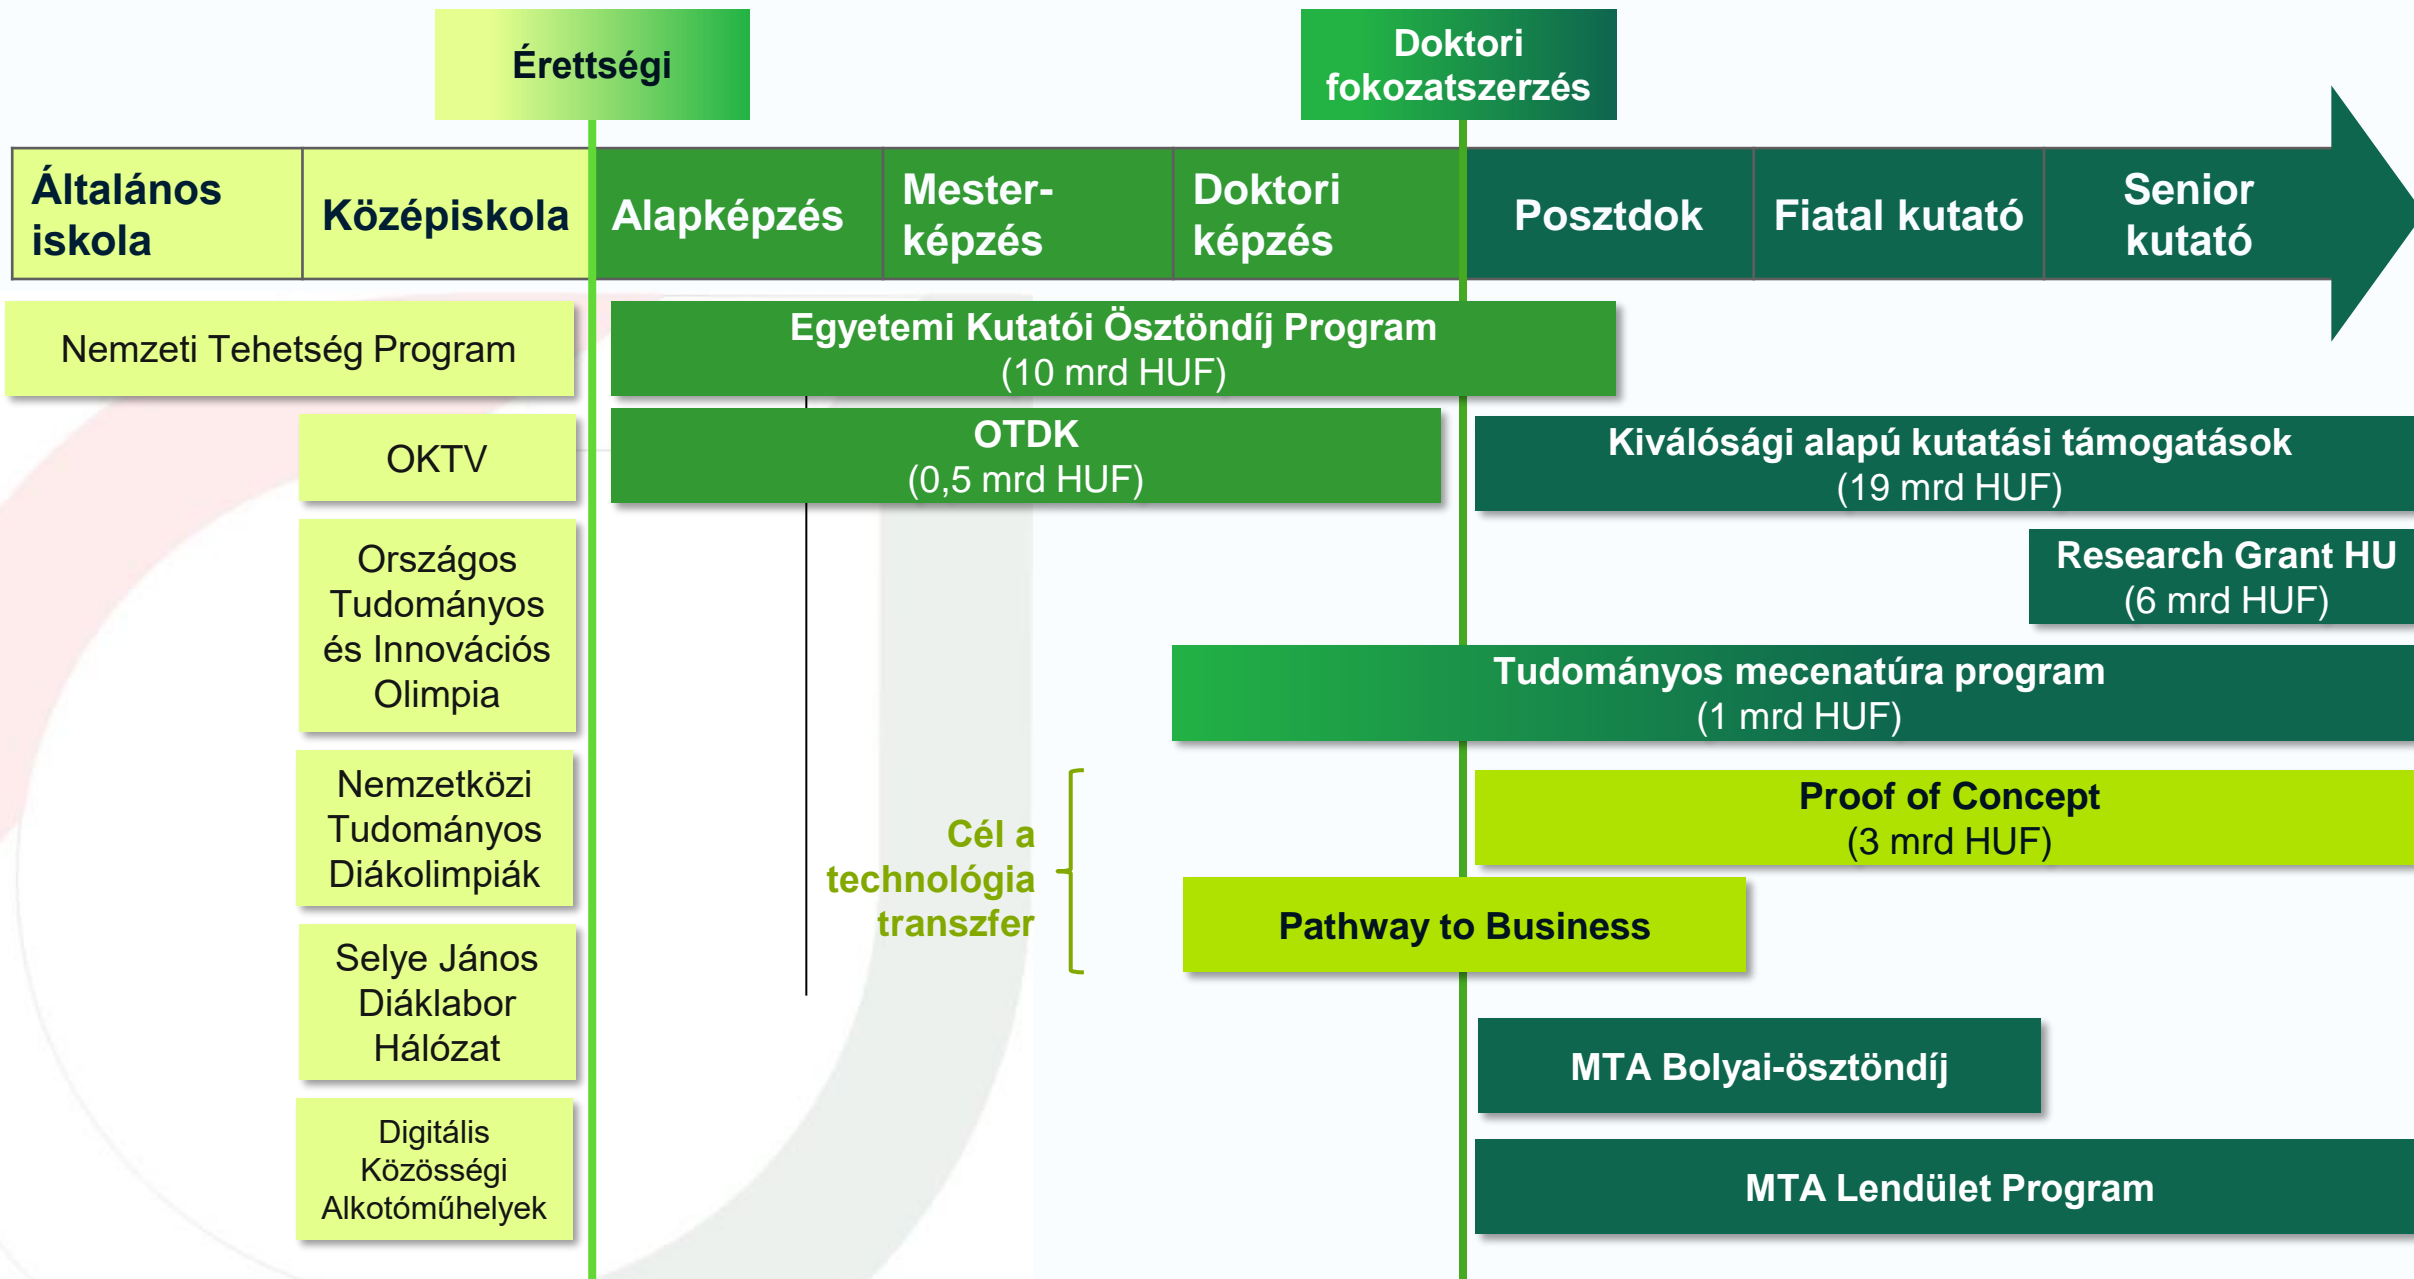 Érettségi
Doktori
fokozatszerzés
Általános
iskola
Középiskola
Alapképzés
Mester-
képzés
Doktori
képzés
Posztdok
Fiatal kutató
Senior
kutató
Nemzeti Tehetség Program
Egyetemi Kutatói Ösztöndíj Program
(10 mrd HUF)
OKTV
OTDK
(0,5 mrd HUF)
Kiválósági alapú kutatási támogatások
(19 mrd HUF)
Országos
Tudományos
és Innovációs
Olimpia
Research Grant HU
(6 mrd HUF)
Tudományos mecenatúra program
(1 mrd HUF)
Nemzetközi
Tudományos
Diákolimpiák
Cél a
technológia
transzfer
Proof of Concept
(3 mrd HUF)
Pathway to Business
Selye János
Diáklabor
Hálózat
MTA Bolyai-ösztöndíj
Digitális
Közösségi
Alkotóműhelyek
MTA Lendület Program